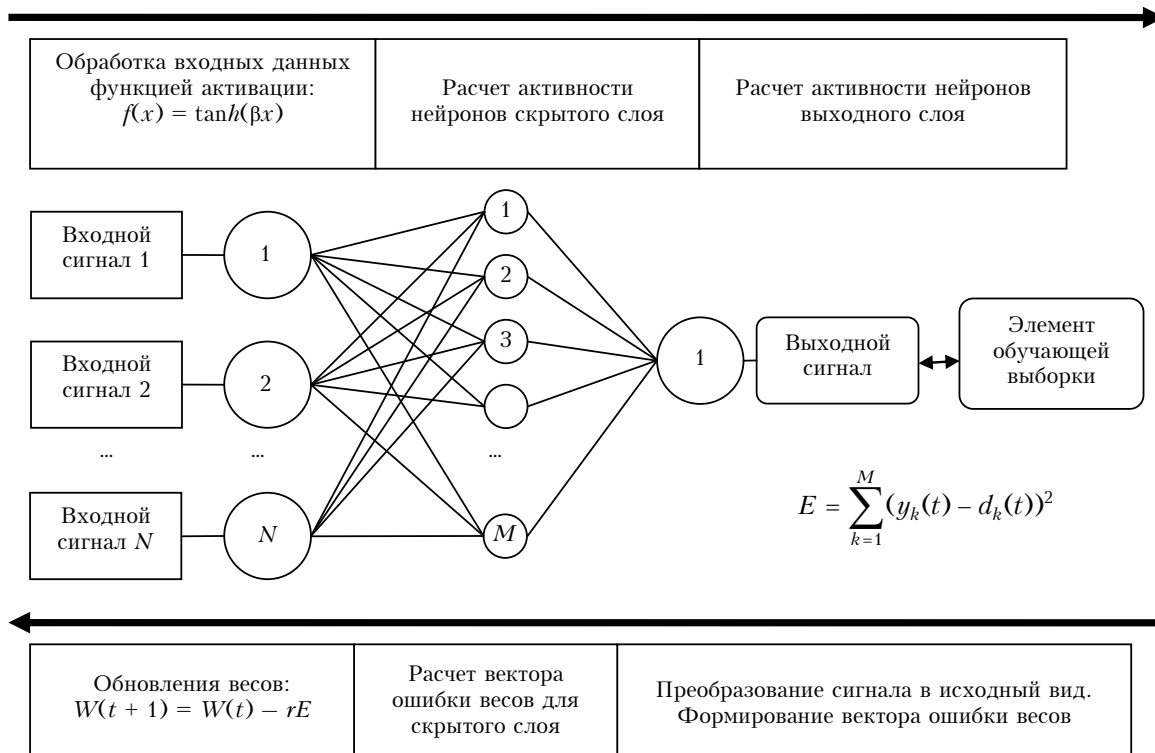 Обработка входных данных
функцией активации:
f(x) = tanh(βx)
Расчет активности
нейронов скрытого слоя
Расчет активности нейронов
выходного слоя
Входной
сигнал 1
1
Входной
сигнал 2
2
...
...
Входной
сигнал N
N
1
2
3
...
M
1
Выходной
сигнал
Элемент
обучающей
выборки
E = ∑_{k=1}^{M} (y_k(t) – d_k(t))²
Обновления весов:
W(t + 1) = W(t) – rE
Расчет вектора
ошибки весов для
скрытого слоя
Преобразование сигнала в исходный вид.
Формирование вектора ошибки весов